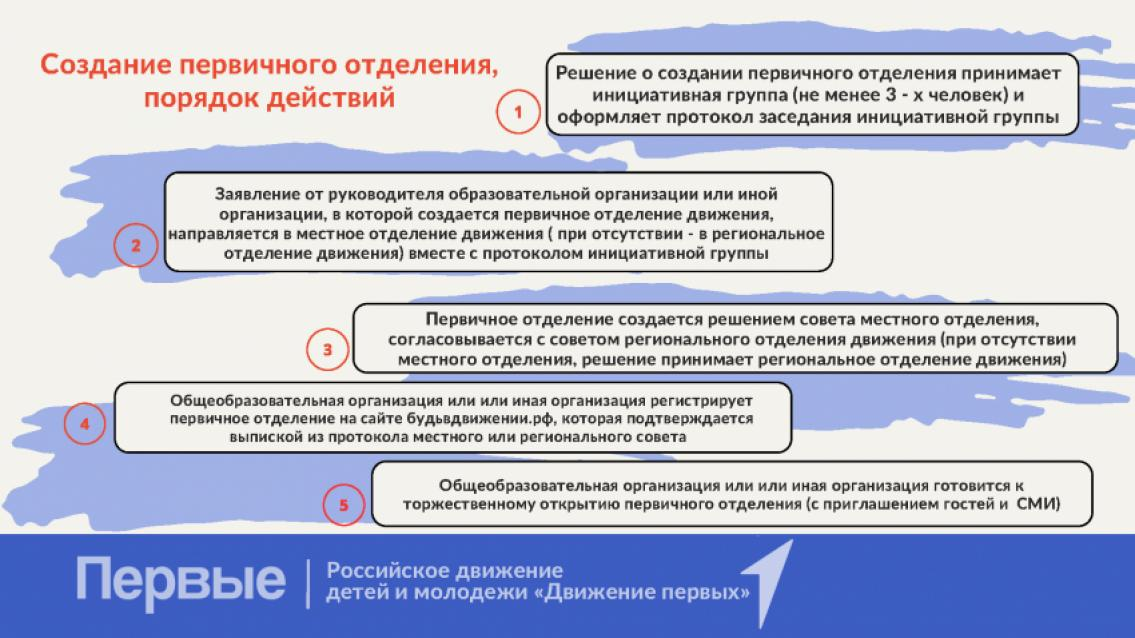 Создание первичного отделения,
порядок действий
1
Решение о создании первичного отделения принимает
инициативная группа (не менее 3 - х человек) и
оформляет протокол заседания инициативной группы
2
Заявление от руководителя образовательной организации или иной
организации, в которой создается первичное отделение движения,
направляется в местное отделение движения ( при отсутствии - в региональное
отделение движения) вместе с протоколом инициативной группы
3
Первичное отделение создается решением совета местного отделения,
согласовывается с советом регионального отделения движения (при отсутствии
местного отделения, решение принимает региональное отделение движения)
4
Общеобразовательная организация или или иная организация регистрирует
первичное отделение на сайте будьвдвижении.рф, которая подтверждается
выпиской из протокола местного или регионального совета
5
Общеобразовательная организация или или иная организация готовится к
торжественному открытию первичного отделения (с приглашением гостей и СМИ)
Первые
Российское движение
детей и молодежи «Движение первых»